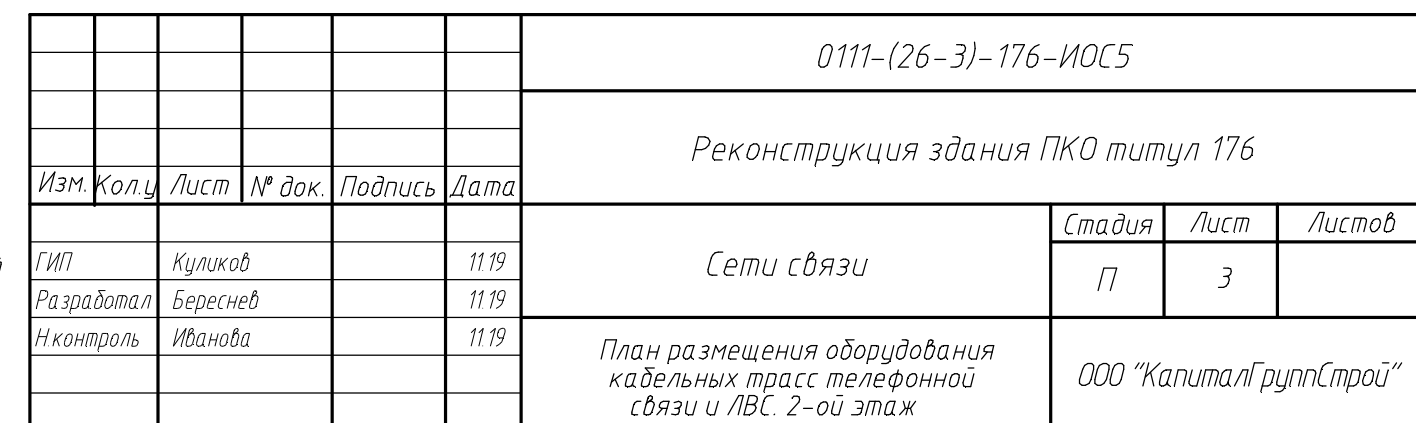 0111-(26-3)-176-ИОС5
Реконструкция здания ПКО титул 176
Изм. Кол.у Лист № док. Подпись Дата
Стадия Лист Листов
ГИП Куликов 11.19
Сети связи
П 3
Разработал Береснев 11.19
Н.контроль Иванова 11.19
План размещения оборудования
кабельных трасс телефонной
связи и ЛВС. 2-ой этаж
ООО "КапиталГруппСтрой"